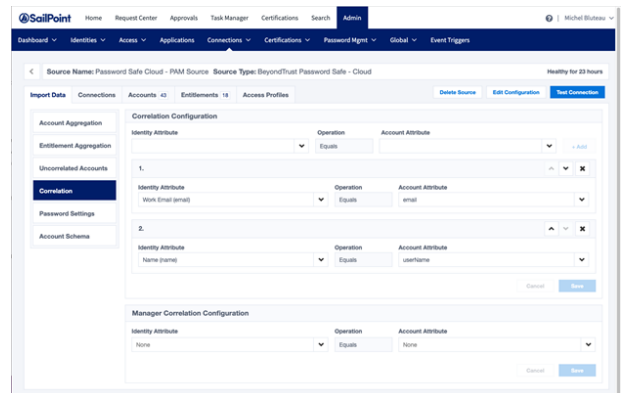 SailPoint Home Request Center Approvals Task Manager Certifications Search Admin Michel Bluteau
Dashboard Identities Access Applications Connections Certifications Password Mgmt Global Event Triggers
Source Name: Password Safe Cloud - PAM Source Source Type: BeyondTrust Password Safe - Cloud Healthy for 23 hours
Import Data Connections Accounts 43 Entitlements 18 Access Profiles Delete Source Edit Configuration Test Connection
Account Aggregation
Entitlement Aggregation
Uncorrelated Accounts
Correlation
Password Settings
Account Schema
Correlation Configuration
Identity Attribute Operation Account Attribute
Equals + Add
1.
Identity Attribute Operation Account Attribute
Work Email (email) Equals email
2.
Identity Attribute Operation Account Attribute
Name (name) Equals userName
Cancel Save
Manager Correlation Configuration
Identity Attribute Operation Account Attribute
None Equals None
Cancel Save